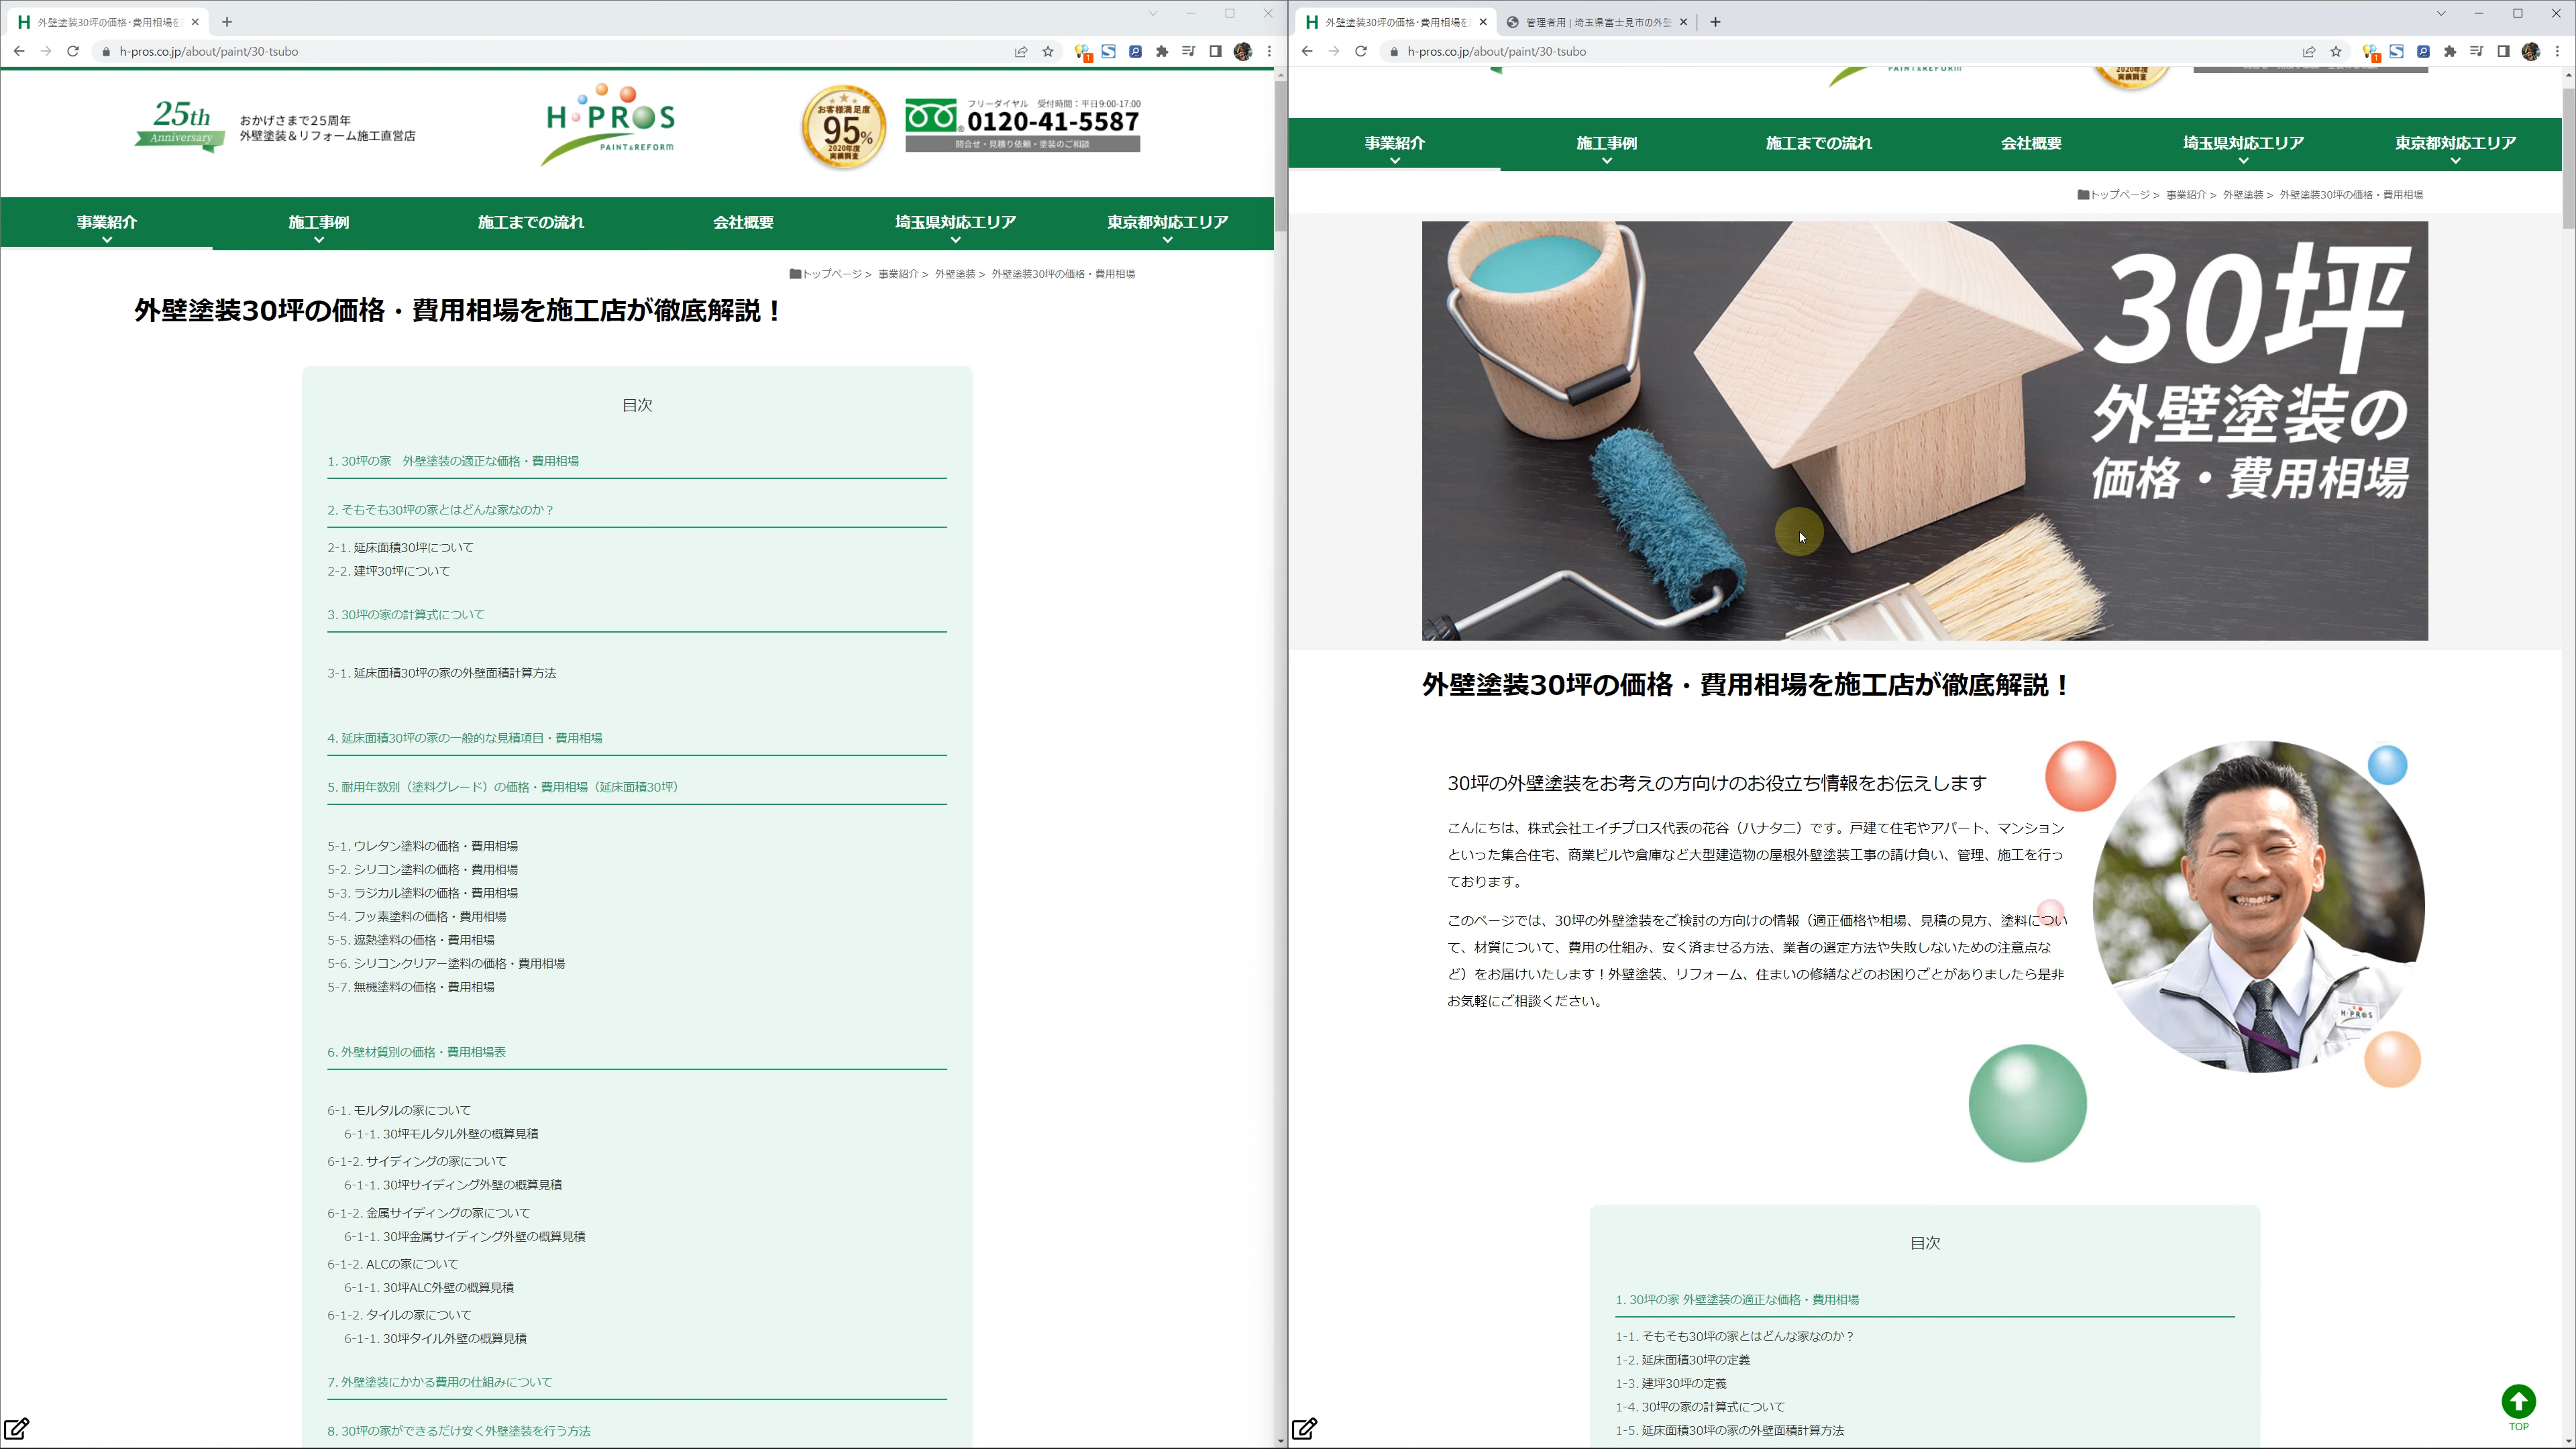 外壁塗装30坪の価格・費用相場を
h-pros.co.jp/about/paint/30-tsubo
25th
Anniversary
おかげさまで25周年
外壁塗装＆リフォーム施工直営店
H-PROS
PAINT&REFORM
お客様満足度
95%
2020年度
実績調査
フリーダイヤル　受付時間：平日9:00-17:00
0120-41-5587
問合せ・見積り依頼・塗装のご相談
事業紹介
施工事例
施工までの流れ
会社概要
埼玉県対応エリア
東京都対応エリア
トップページ >　事業紹介 >　外壁塗装 >　外壁塗装30坪の価格・費用相場
外壁塗装30坪の価格・費用相場を施工店が徹底解説！
目次
1. 30坪の家　外壁塗装の適正な価格・費用相場
2. そもそも30坪の家とはどんな家なのか？
2-1. 延床面積30坪について
2-2. 建坪30坪について
3. 30坪の家の計算式について
3-1. 延床面積30坪の家の外壁面積計算方法
4. 延床面積30坪の家の一般的な見積項目・費用相場
5. 耐用年数別（塗料グレード）の価格・費用相場（延床面積30坪）
5-1. ウレタン塗料の価格・費用相場
5-2. シリコン塗料の価格・費用相場
5-3. ラジカル塗料の価格・費用相場
5-4. フッ素塗料の価格・費用相場
5-5. 遮熱塗料の価格・費用相場
5-6. シリコンクリアー塗料の価格・費用相場
5-7. 無機塗料の価格・費用相場
6. 外壁材質別の価格・費用相場表
6-1. モルタルの家について
6-1-1. 30坪モルタル外壁の概算見積
6-1-2. サイディングの家について
6-1-1. 30坪サイディング外壁の概算見積
6-1-2. 金属サイディングの家について
6-1-1. 30坪金属サイディング外壁の概算見積
6-1-2. ALCの家について
6-1-1. 30坪ALC外壁の概算見積
6-1-2. タイルの家について
6-1-1. 30坪タイル外壁の概算見積
7. 外壁塗装にかかる費用の仕組みについて
8. 30坪の家ができるだけ安く外壁塗装を行う方法
外壁塗装30坪の価格・費用相場を
管理者用 | 埼玉県富士見市の外壁
h-pros.co.jp/about/paint/30-tsubo
PAINT&REFORM
2020年度
実績調査
事業紹介
施工事例
施工までの流れ
会社概要
埼玉県対応エリア
東京都対応エリア
トップページ >　事業紹介 >　外壁塗装 >　外壁塗装30坪の価格・費用相場
30坪
外壁塗装の
価格・費用相場
外壁塗装30坪の価格・費用相場を施工店が徹底解説！
30坪の外壁塗装をお考えの方向けのお役立ち情報をお伝えします
こんにちは、株式会社エイチプロス代表の花谷（ハナタニ）です。戸建て住宅やアパート、マンション
といった集合住宅、商業ビルや倉庫など大型建造物の屋根外壁塗装工事の請け負い、管理、施工を行っ
ております。
このページでは、30坪の外壁塗装をご検討の方向けの情報（適正価格や相場、見積の見方、塗料につい
て、材質について、費用の仕組み、安く済ませる方法、業者の選定方法や失敗しないための注意点な
ど）をお届けいたします！外壁塗装、リフォーム、住まいの修繕などのお困りごとがありましたら是非
お気軽にご相談ください。
H-PROS
目次
1. 30坪の家 外壁塗装の適正な価格・費用相場
1-1. そもそも30坪の家とはどんな家なのか？
1-2. 延床面積30坪の定義
1-3. 建坪30坪の定義
1-4. 30坪の家の計算式について
1-5. 延床面積30坪の家の外壁面積計算方法
TOP